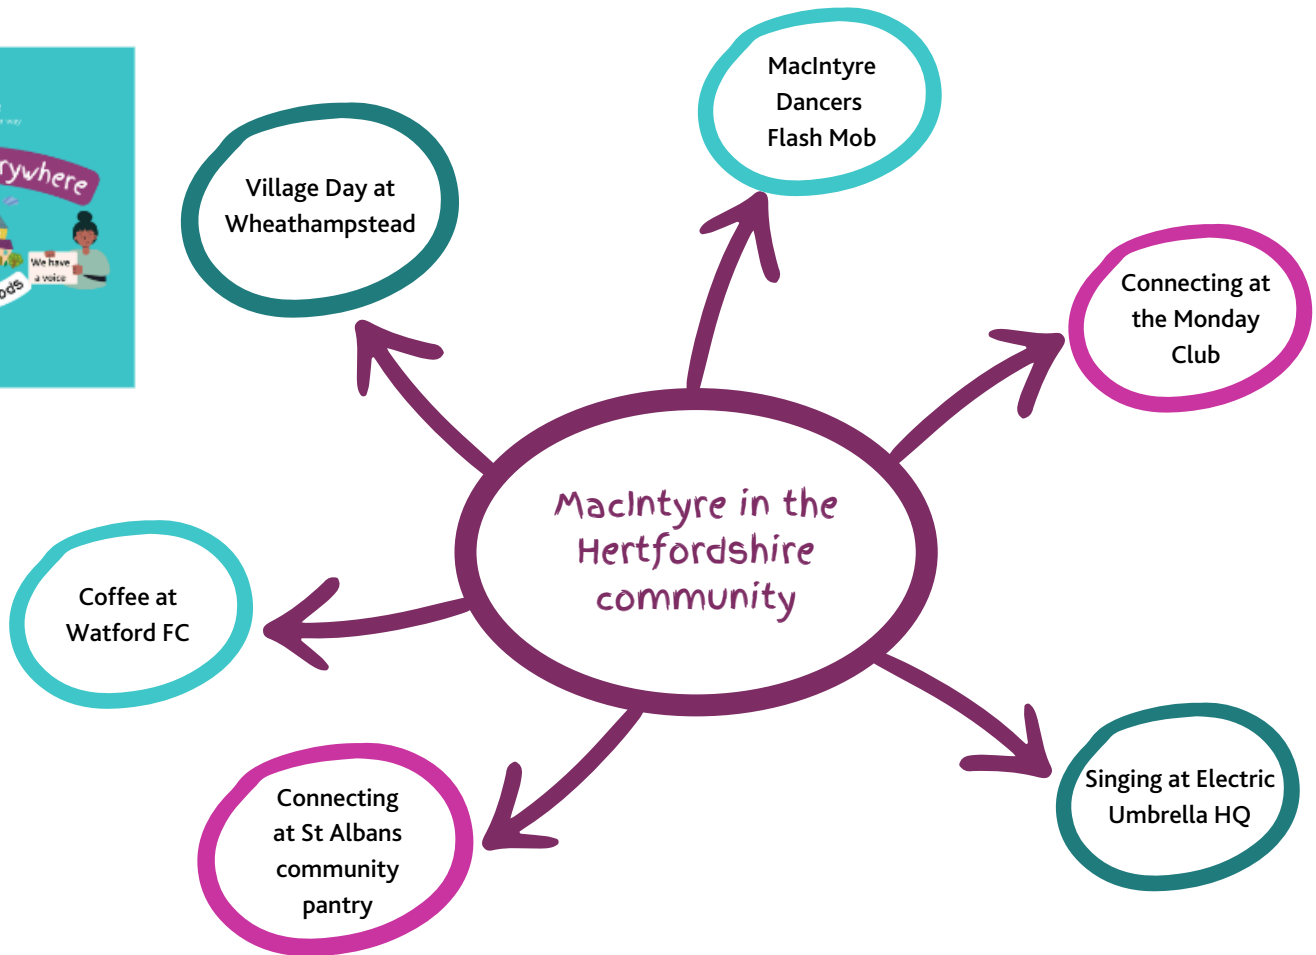 MacIntyre
Dancers
Flash Mob
Village Day at
Wheathampstead
We have
a voice
Connecting at
the Monday
Club
MacIntyre in the
Hertfordshire
community
Coffee at
Watford FC
Singing at Electric
Umbrella HQ
Connecting
at St Albans
community
pantry